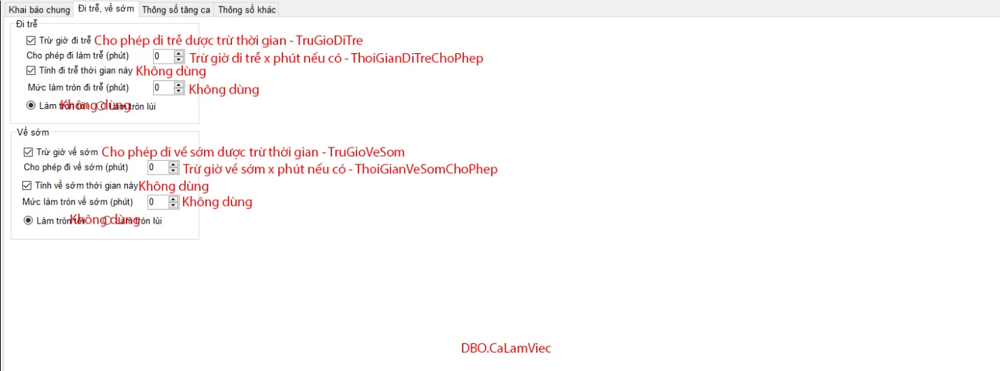 Khai báo chung Đi trễ, về sớm Thông số tăng ca Thông số khác
Đi trễ
Trừ giờ đi trễ Cho phép di trễ dược trừ thời gian - TruGioDiTre
Cho phép đi làm trễ (phút) 0 Trừ giờ di trễ x phút nếu có - ThoiGianDiTreChoPhep
Tính đi trễ thời gian này Không dùng
Mức làm tròn đi trễ (phút) 0 Không dùng
Làm tròn tới Không dùng Làm tròn lùi
Về sớm
Trừ giờ về sớm Cho phép di về sớm dược trừ thời gian - TruGioVeSom
Cho phép đi về sớm (phút) 0 Trừ giờ về sớm x phút nếu có - ThoiGianVeSomChoPhep
Tính về sớm thời gian này Không dùng
Mức làm tròn về sớm (phút) 0 Không dùng
Làm tròn tới Không dùng Làm tròn lùi
DBO.CaLamViec